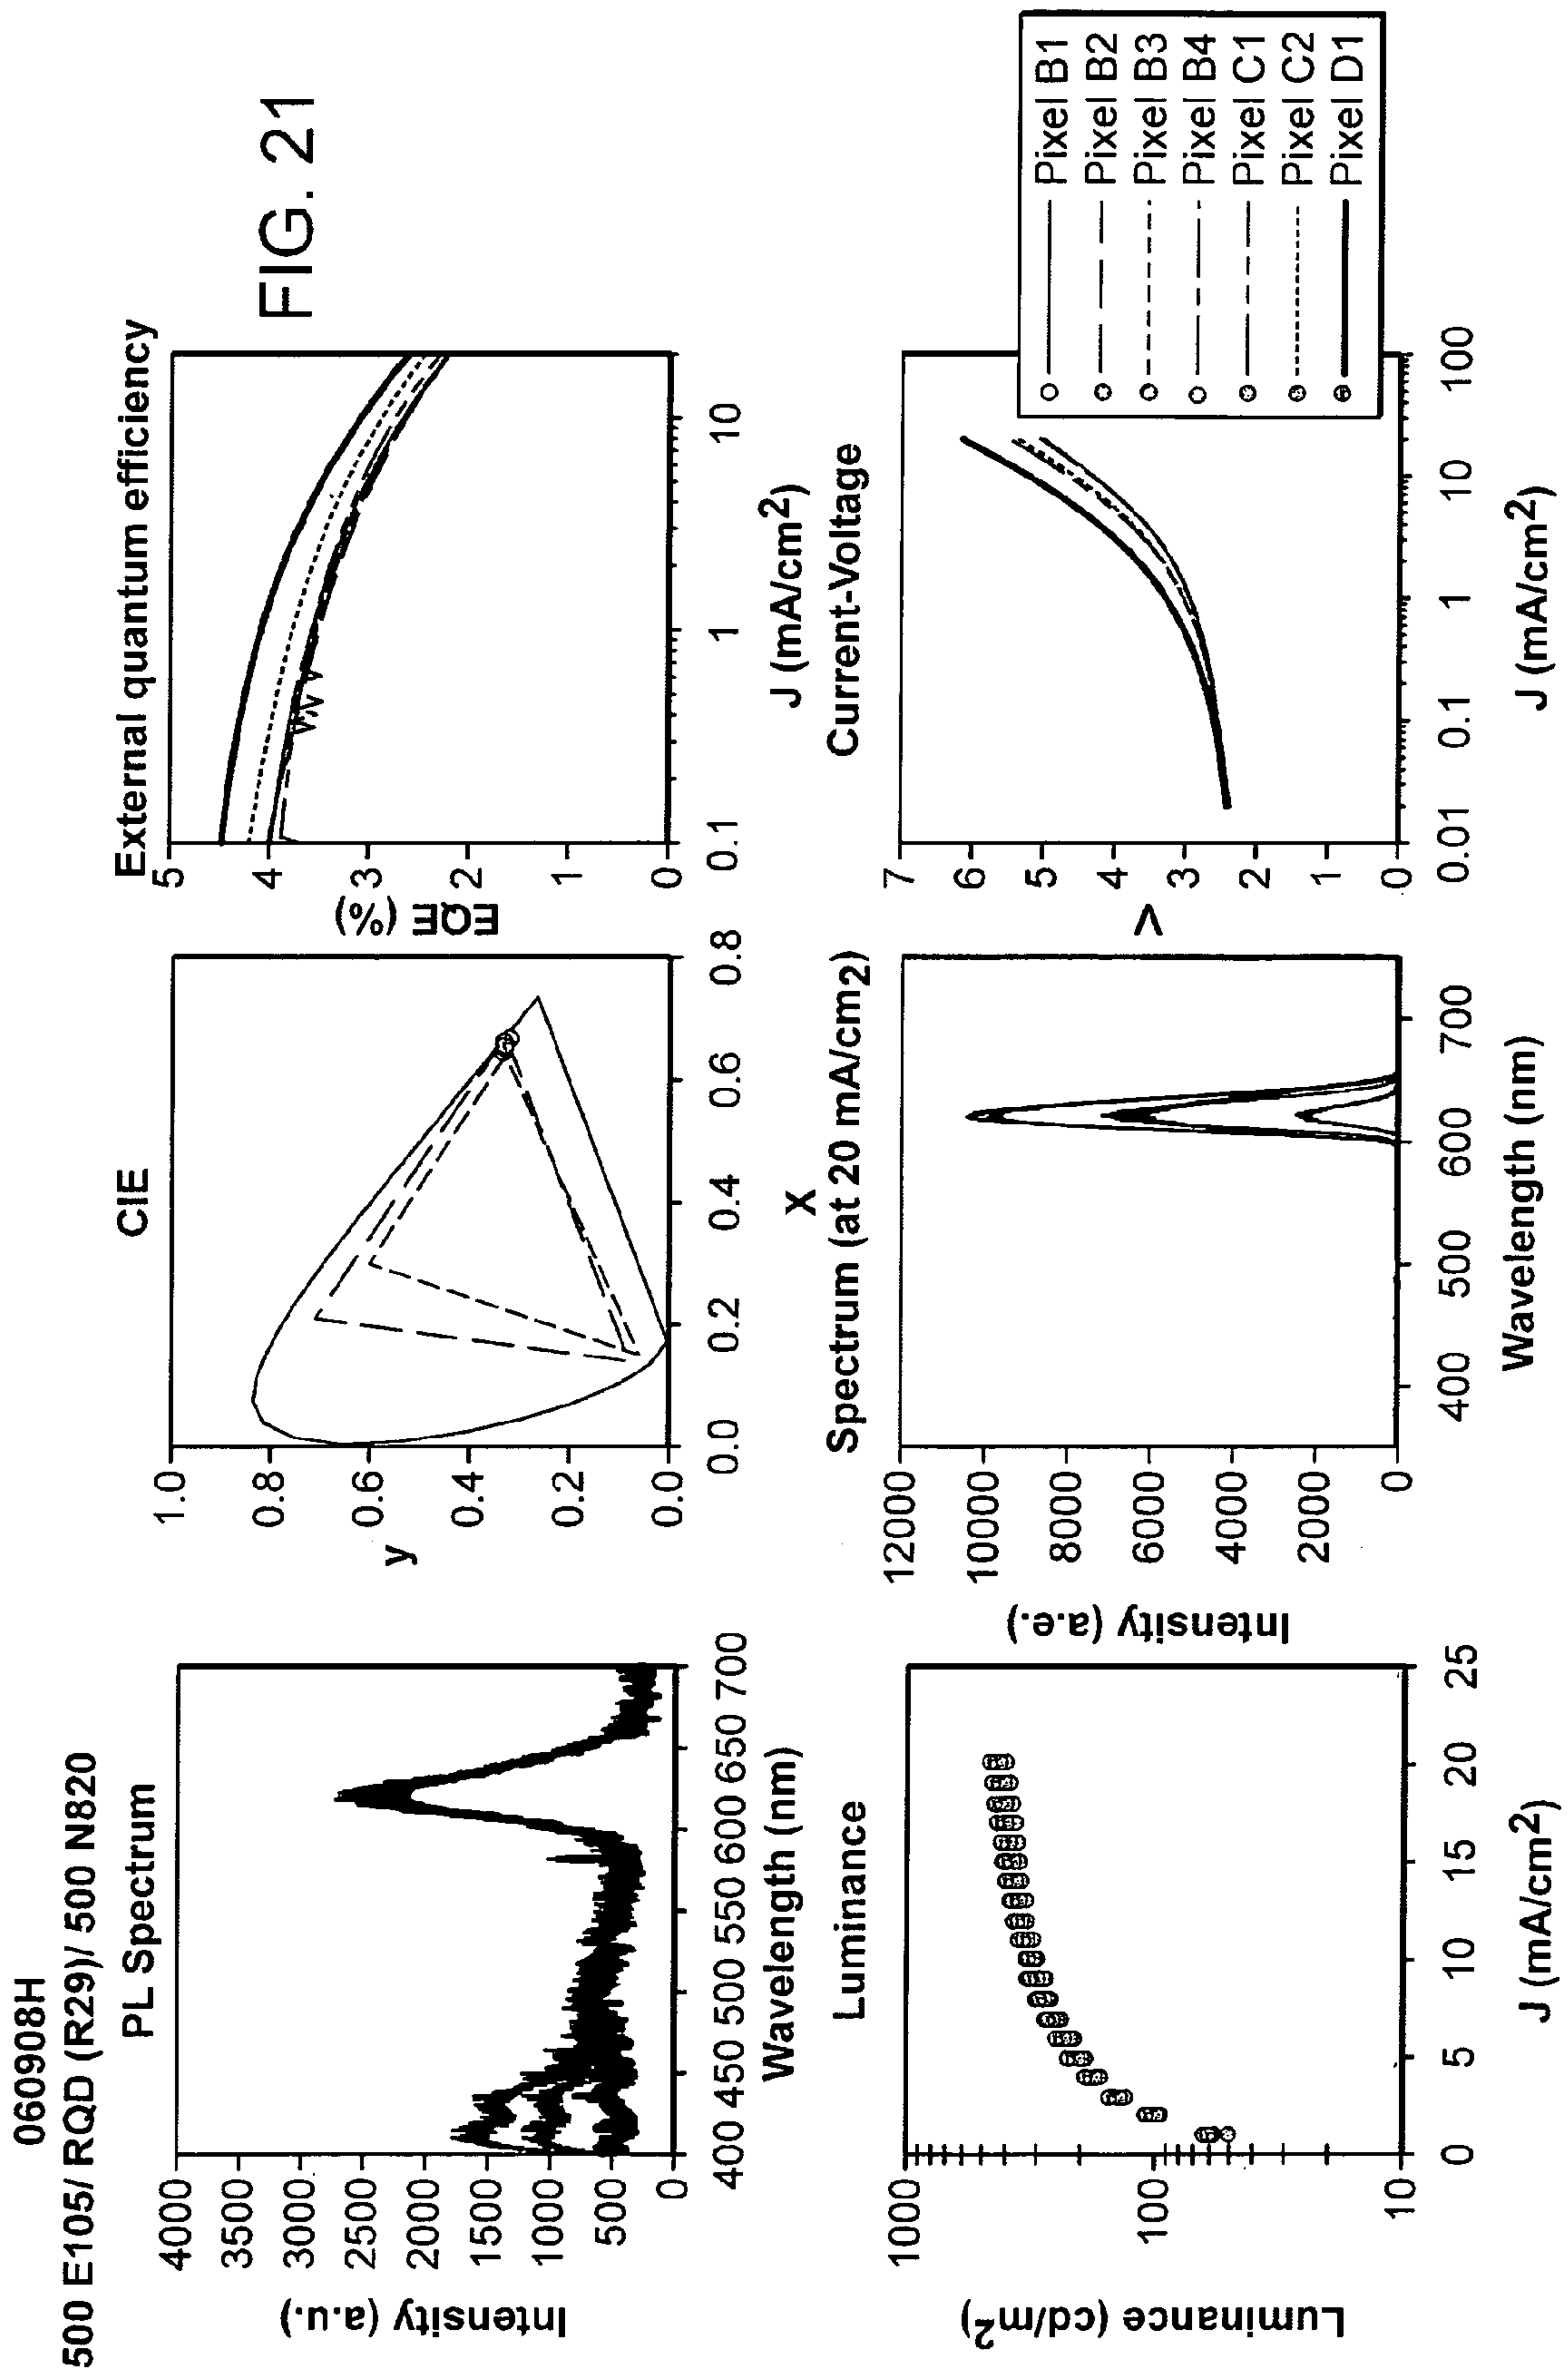 060908H
500 E105/ RQD (R29)/ 500 N820
FIG. 21
PL Spectrum
Intensity (a.u.)
4000
3500
3000
2500
2000
1500
1000
500
0
400 450 500 550 600 650 700
Wavelength (nm)
CIE
y
1.0
0.8
0.6
0.4
0.2
0.0
0.0 0.2 0.4 0.6 0.8
X
External quantum efficiency
EQE (%)
5
4
3
2
1
0
0.1 1 10
J (mA/cm2)
Luminance
Luminance (cd/m2)
1000
100
10
0 5 10 15 20 25
J (mA/cm2)
Spectrum (at 20 mA/cm2)
Intensity (a.e.)
12000
10000
8000
6000
4000
2000
0
400 500 600 700
Wavelength (nm)
Current-Voltage
V
7
6
5
4
3
2
1
0
0.01 0.1 1 10 100
J (mA/cm2)
Pixel B1
Pixel B2
Pixel B3
Pixel B4
Pixel C1
Pixel C2
Pixel D1